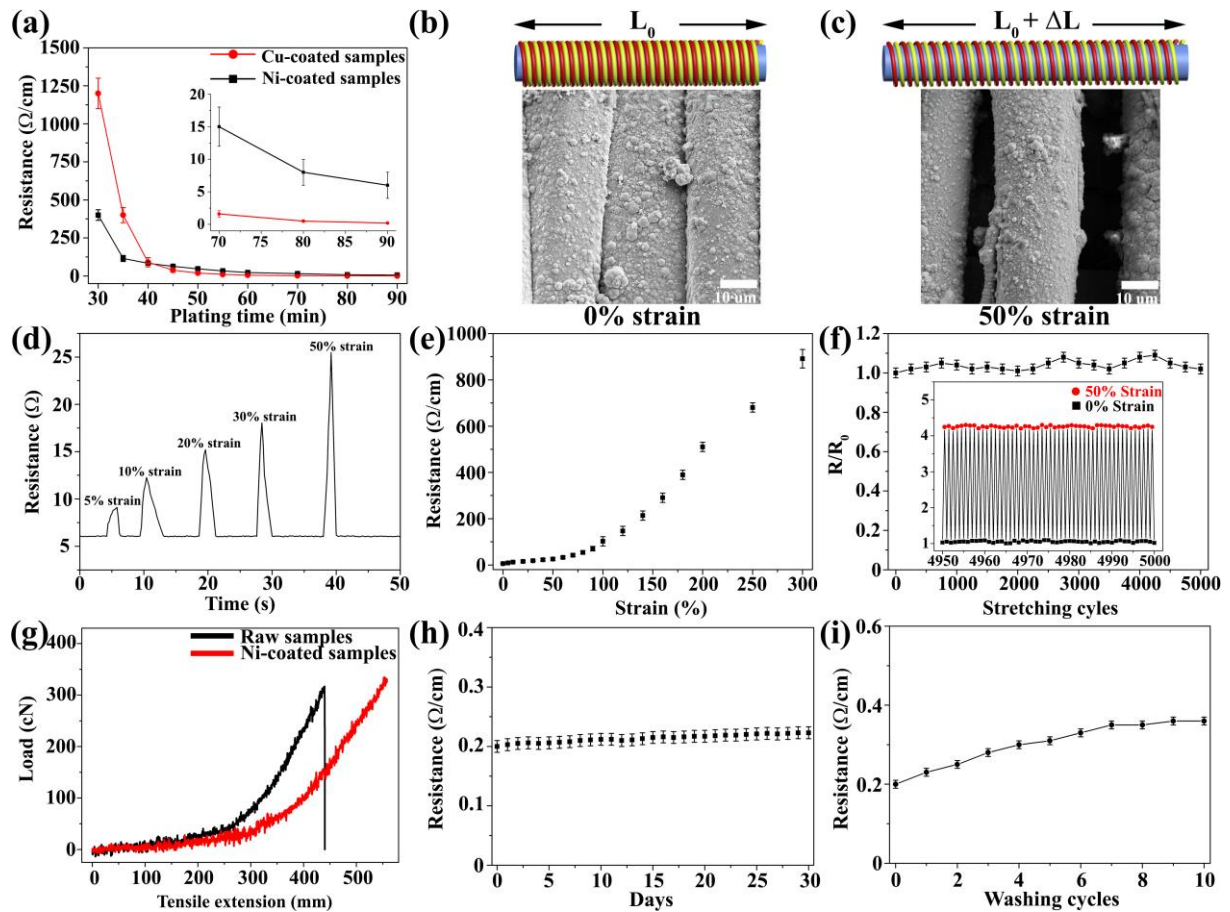 (a)
1500
1250
1000
750
500
250
0
Resistance (Ω/cm)
Cu-coated samples
Ni-coated samples
20
15
10
5
0
70 75 80 85 90
30 40 50 60 70 80 90
Plating time (min)
(b)
L0
10 um
0% strain
(c)
L0 + ΔL
10 um
50% strain
(d)
25
20
15
10
5
Resistance (Ω)
5% strain
10% strain
20% strain
30% strain
50% strain
0 10 20 30 40 50
Time (s)
(e)
1000
800
600
400
200
0
Resistance (Ω/cm)
0 50 100 150 200 250 300
Strain (%)
(f)
1.2
1.0
0.8
0.6
0.4
0.2
0.0
R/R0
50% Strain
0% Strain
4
3
2
1
4950 4960 4970 4980 4990 5000
0 1000 2000 3000 4000 5000
Stretching cyles
(g)
400
300
200
100
0
Load (cN)
Raw samples
Ni-coated samples
0 100 200 300 400 500
Tensile extension (mm)
(h)
0.4
0.3
0.2
0.1
0.0
Resistance (Ω/cm)
0 5 10 15 20 25 30
Days
(i)
0.6
0.4
0.2
0.0
Resistance (Ω/cm)
0 2 4 6 8 10
Washing cycles